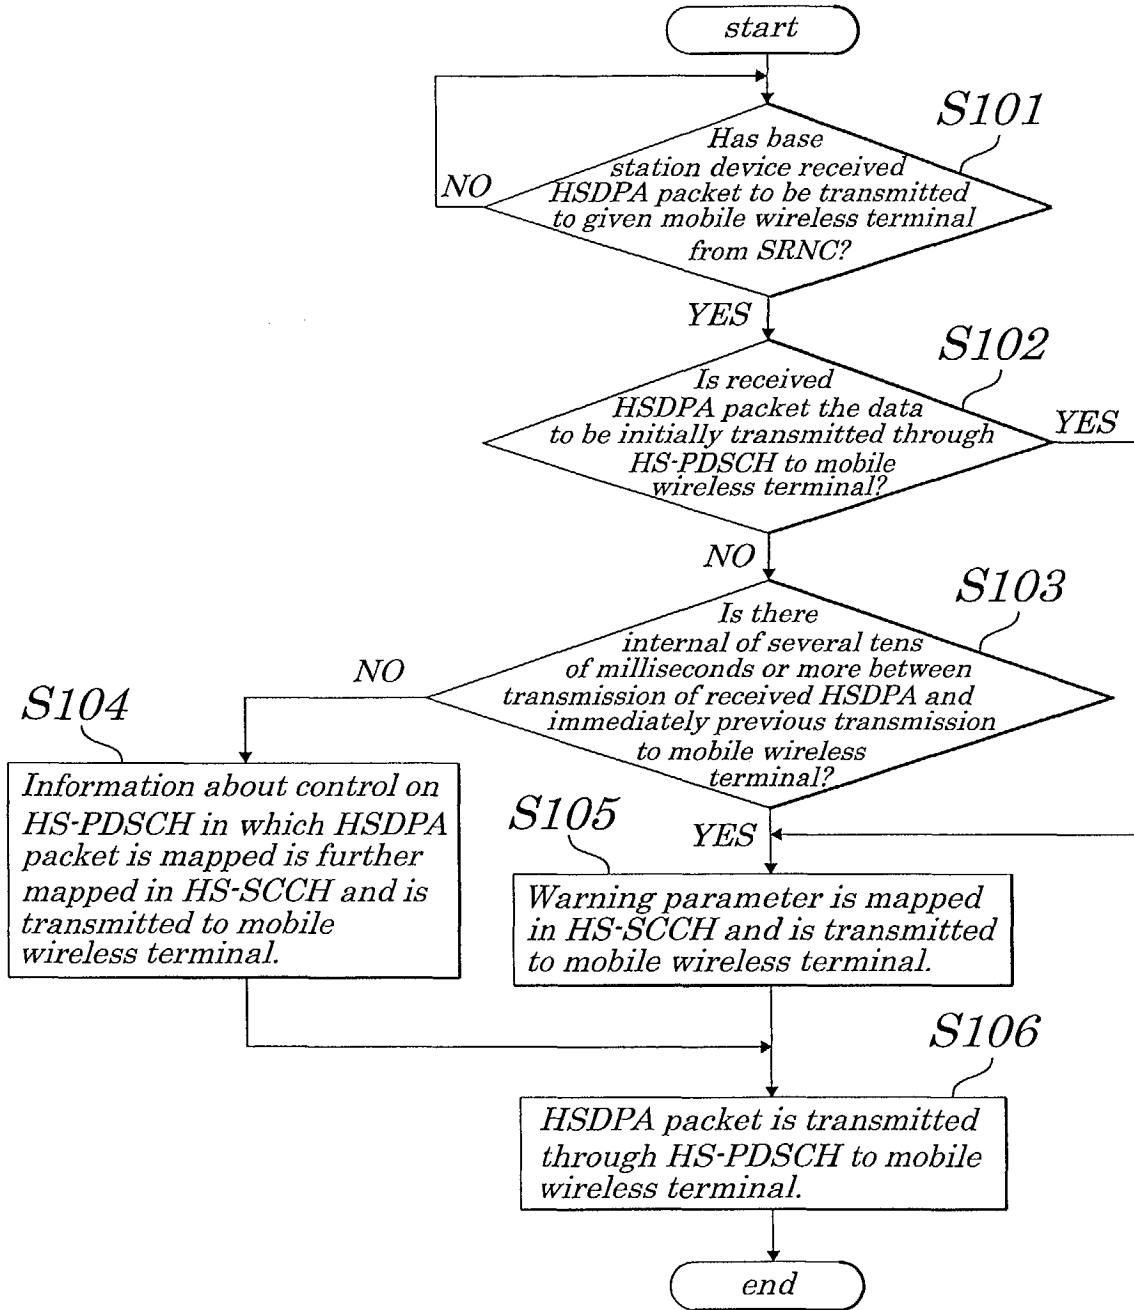 start
S101
Has base
station device received
HSDPA packet to be transmitted
to given mobile wireless terminal
from SRNC?
NO
YES
S102
Is received
HSDPA packet the data
to be initially transmitted through
HS-PDSCH to mobile
wireless terminal?
YES
NO
S103
Is there
internal of several tens
of milliseconds or more between
transmission of received HSDPA and
immediately previous transmission
to mobile wireless
terminal?
NO
YES
S104
Information about control on
HS-PDSCH in which HSDPA
packet is mapped is further
mapped in HS-SCCH and is
transmitted to mobile
wireless terminal.
S105
Warning parameter is mapped
in HS-SCCH and is transmitted
to mobile wireless terminal.
S106
HSDPA packet is transmitted
through HS-PDSCH to mobile
wireless terminal.
end